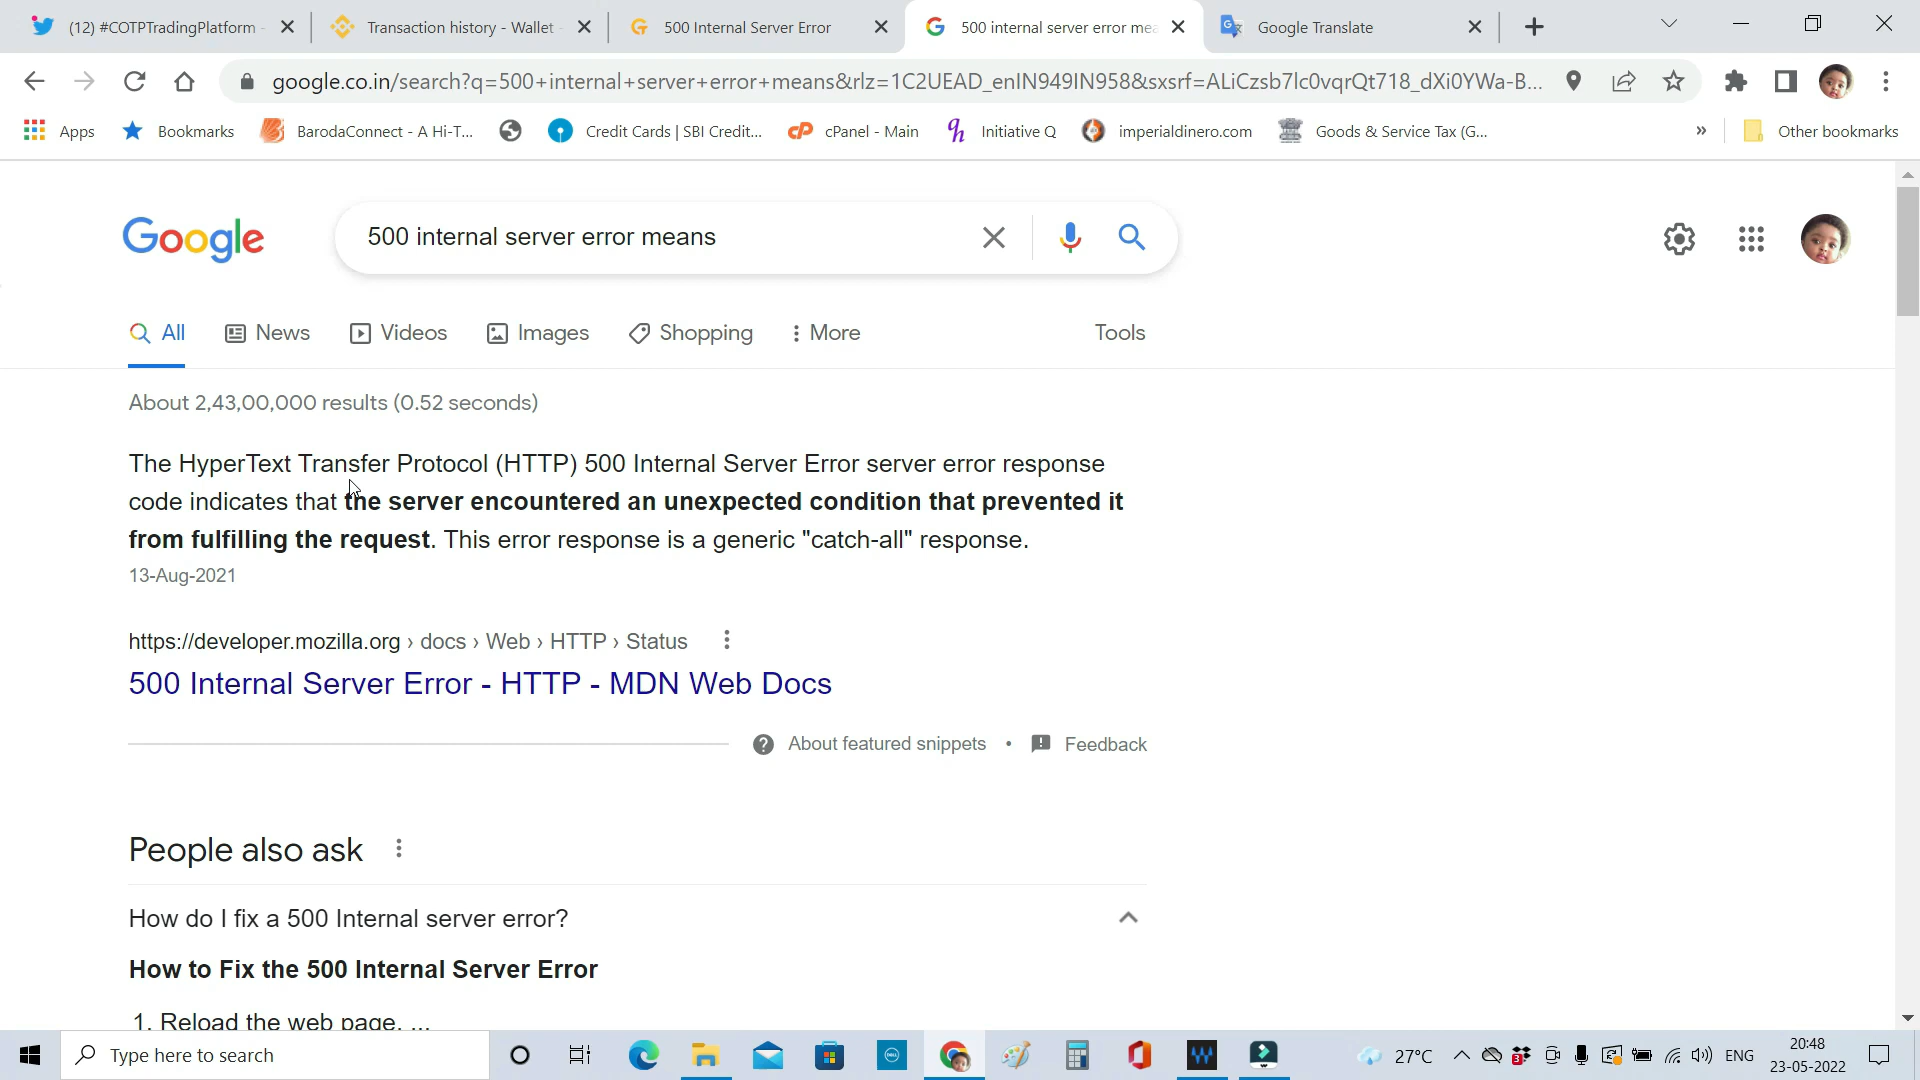 (12) #COTPTradingPlatform -
Transaction history - Wallet -
500 Internal Server Error
500 internal server error mea
Google Translate
google.co.in/search?q=500+internal+server+error+means&rlz=1C2UEAD_enIN949IN958&sxsrf=ALiCzsb7lc0vqrQt718_dXi0YWa-B...
Apps
Bookmarks
BarodaConnect - A Hi-T...
Credit Cards | SBI Credit...
cPanel - Main
Initiative Q
imperialdinero.com
Goods & Service Tax (G...
»
Other bookmarks
Google
500 internal server error means
All
News
Videos
Images
Shopping
More
Tools
About 2,43,00,000 results (0.52 seconds)
The HyperText Transfer Protocol (HTTP) 500 Internal Server Error server error response
code indicates that the server encountered an unexpected condition that prevented it
from fulfilling the request. This error response is a generic "catch-all" response.
13-Aug-2021
https://developer.mozilla.org › docs › Web › HTTP › Status
500 Internal Server Error - HTTP - MDN Web Docs
About featured snippets • Feedback
People also ask
How do I fix a 500 Internal server error?
How to Fix the 500 Internal Server Error
1. Reload the web page. ...
Type here to search
DELL
27°C
3
ENG
20:48
23-05-2022